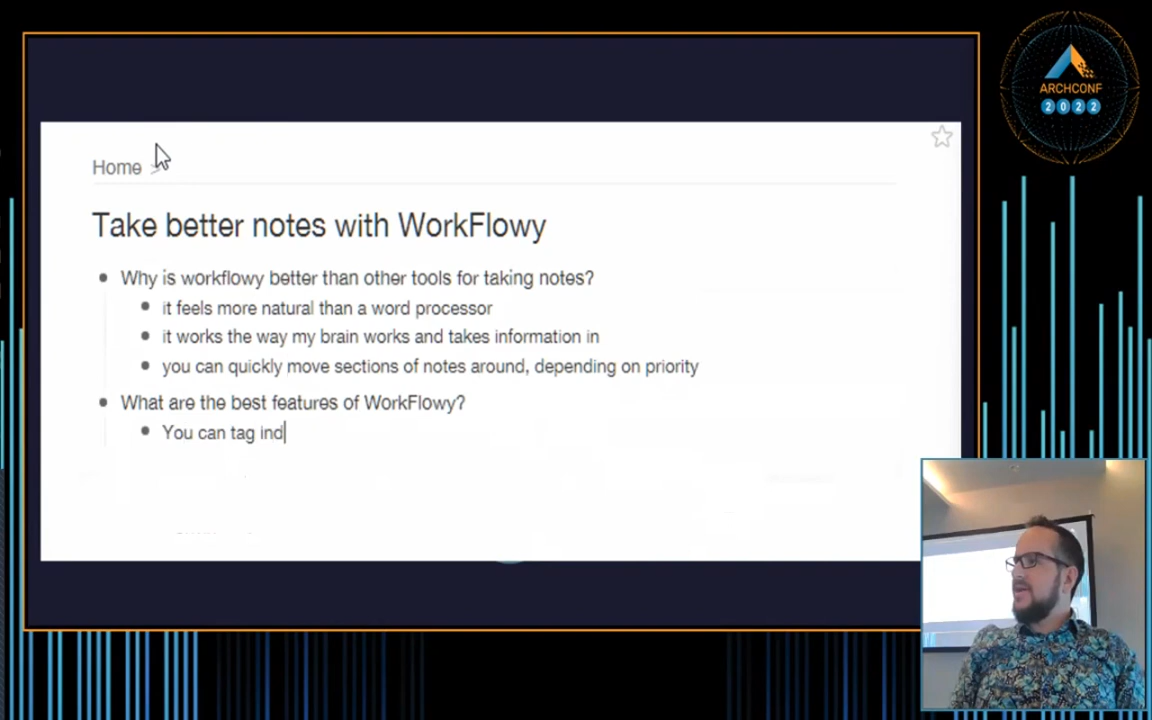 ARCHCONF
2022
Home >
Take better notes with WorkFlowy
Why is workflowy better than other tools for taking notes?
it feels more natural than a word processor
it works the way my brain works and takes information in
you can quickly move sections of notes around, depending on priority
What are the best features of WorkFlowy?
You can tag ind